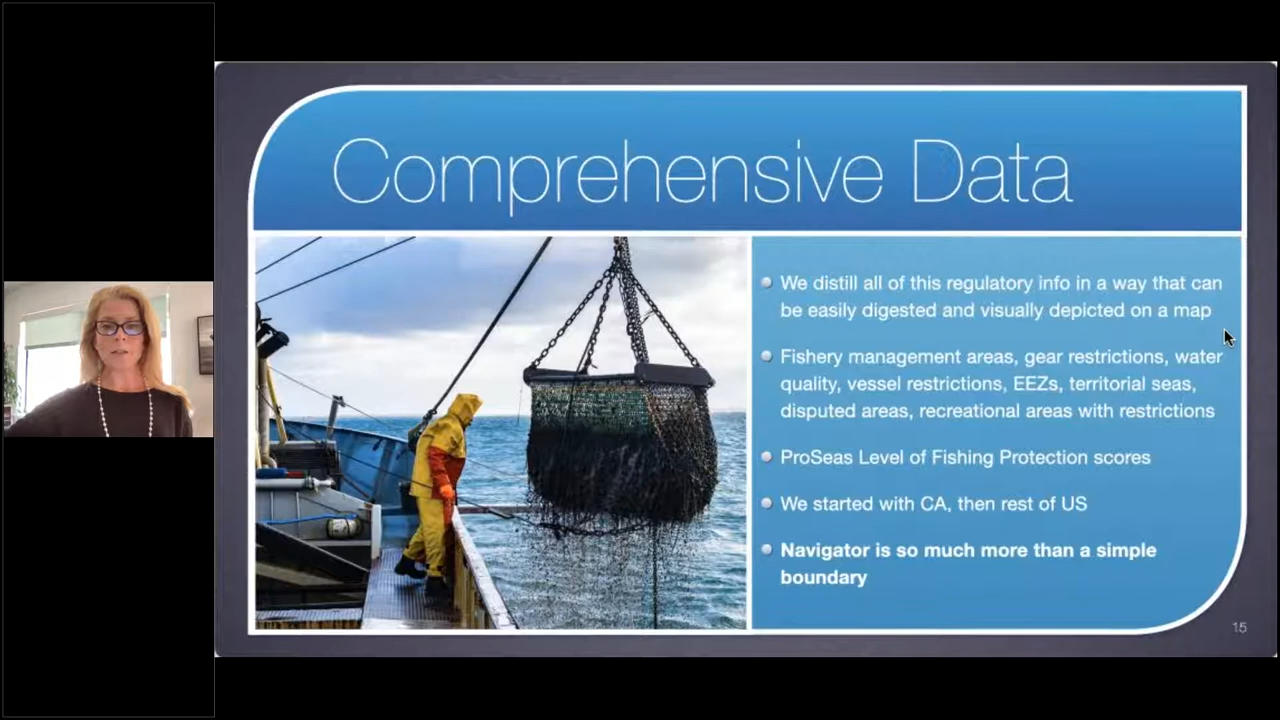 Comprehensive Data
We distill all of this regulatory info in a way that can
be easily digested and visually depicted on a map
Fishery management areas, gear restrictions, water
quality, vessel restrictions, EEZs, territorial seas,
disputed areas, recreational areas with restrictions
ProSeas Level of Fishing Protection scores
We started with CA, then rest of US
Navigator is so much more than a simple
boundary
15